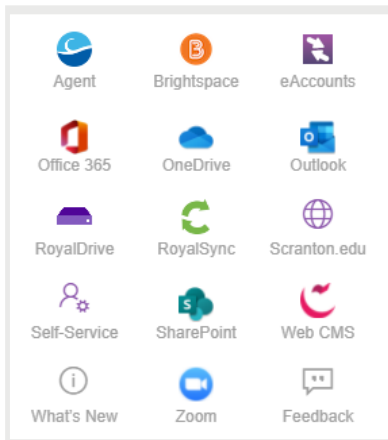 Agent Brightspace eAccounts
Office 365 OneDrive Outlook
RoyalDrive RoyalSync Scranton.edu
Self-Service SharePoint Web CMS
What's New Zoom Feedback